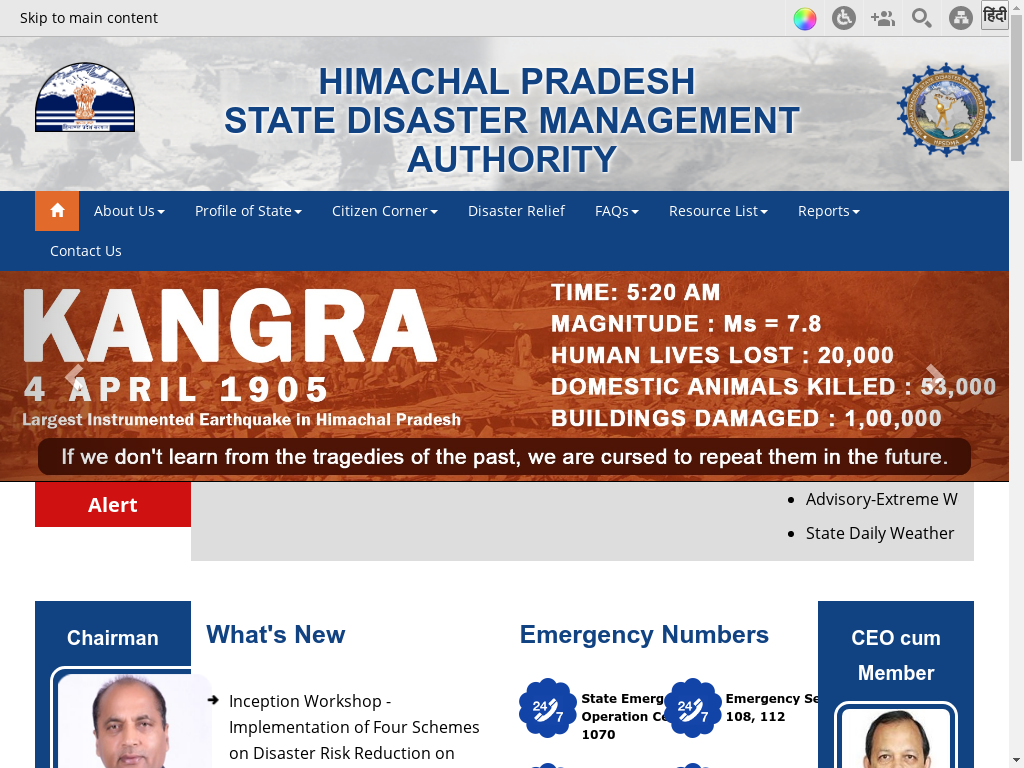 Skip to main content
हिंदी
HIMACHAL PRADESH
STATE DISASTER MANAGEMENT
AUTHORITY
About Us
Profile of State
Citizen Corner
Disaster Relief
FAQs
Resource List
Reports
Contact Us
KANGRA
4 APRIL 1905
Largest Instrumented Earthquake in Himachal Pradesh
TIME: 5:20 AM
MAGNITUDE : Ms = 7.8
HUMAN LIVES LOST : 20,000
DOMESTIC ANIMALS KILLED : 53,000
BUILDINGS DAMAGED : 1,00,000
If we don't learn from the tragedies of the past, we are cursed to repeat them in the future.
Alert
Advisory-Extreme W
State Daily Weather
Chairman
What's New
Inception Workshop -
Implementation of Four Schemes
on Disaster Risk Reduction on
Emergency Numbers
24
7
State Emerg
Operation Ce
1070
24
7
Emergency Se
108, 112
CEO cum
Member